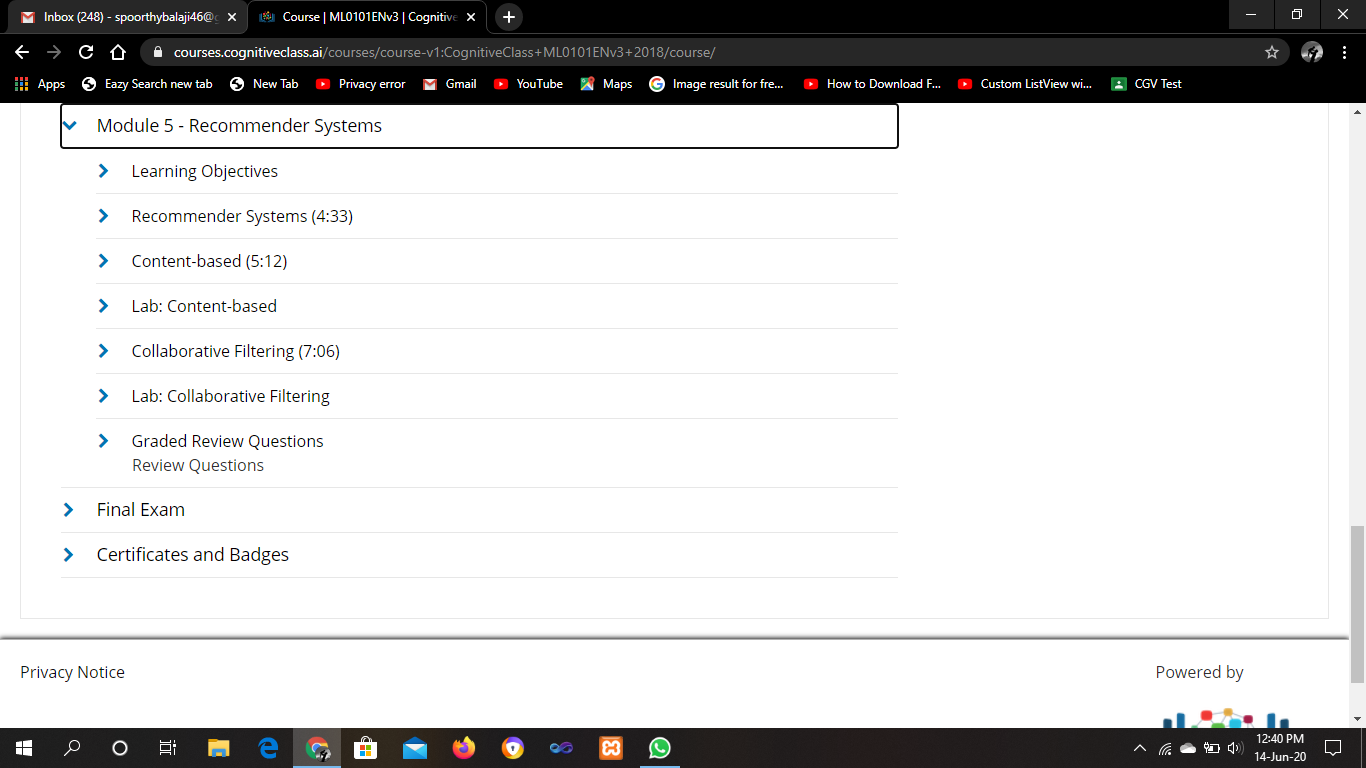 Inbox (248) - spoorthybalaji46@g
Course | ML0101ENv3 | Cognitive
courses.cognitiveclass.ai/courses/course-v1:CognitiveClass+ML0101ENv3+2018/course/
Apps
Eazy Search new tab
New Tab
Privacy error
Gmail
YouTube
Maps
Image result for fre...
How to Download F...
Custom ListView wi...
CGV Test
Module 5 - Recommender Systems
Learning Objectives
Recommender Systems (4:33)
Content-based (5:12)
Lab: Content-based
Collaborative Filtering (7:06)
Lab: Collaborative Filtering
Graded Review Questions
Review Questions
Final Exam
Certificates and Badges
Privacy Notice
Powered by
12:40 PM
14-Jun-20